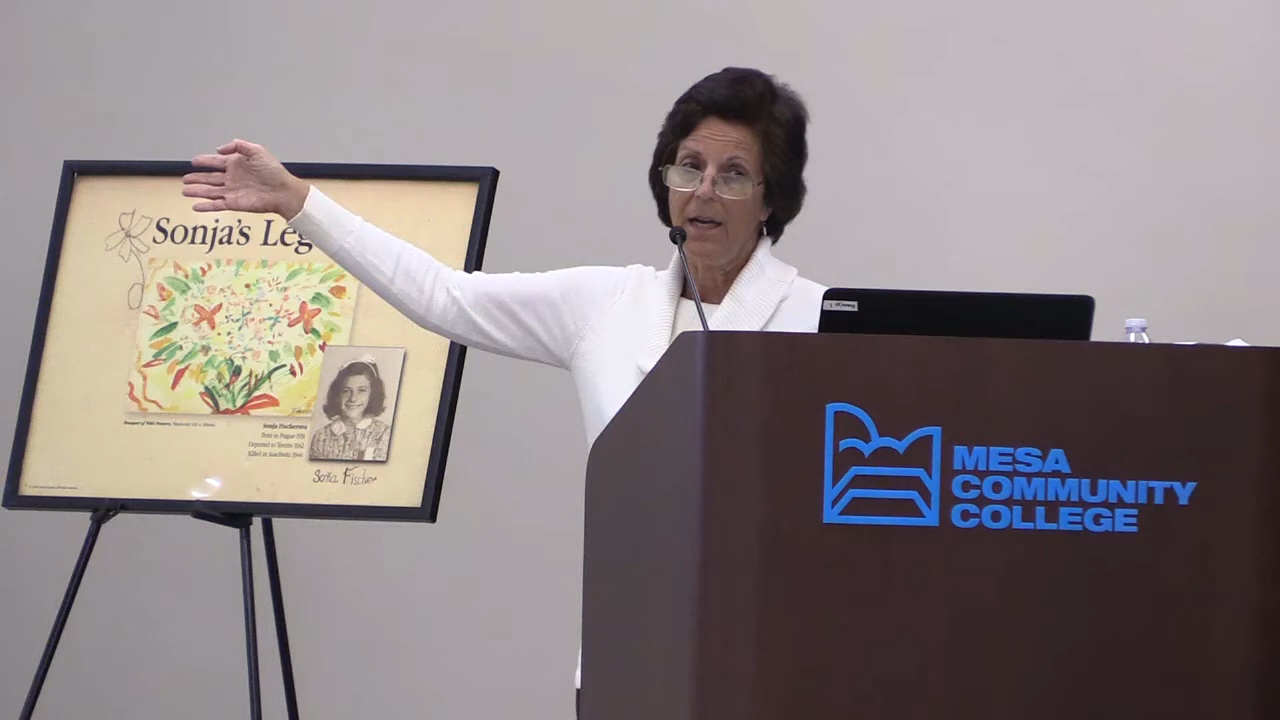 Sonja's Leg
Sonja Fischerova
Born in Prague 1931
Deported to Terezin 1942
Killed in Auschwitz 1944
Sonia Fischer
MESA
COMMUNITY
COLLEGE